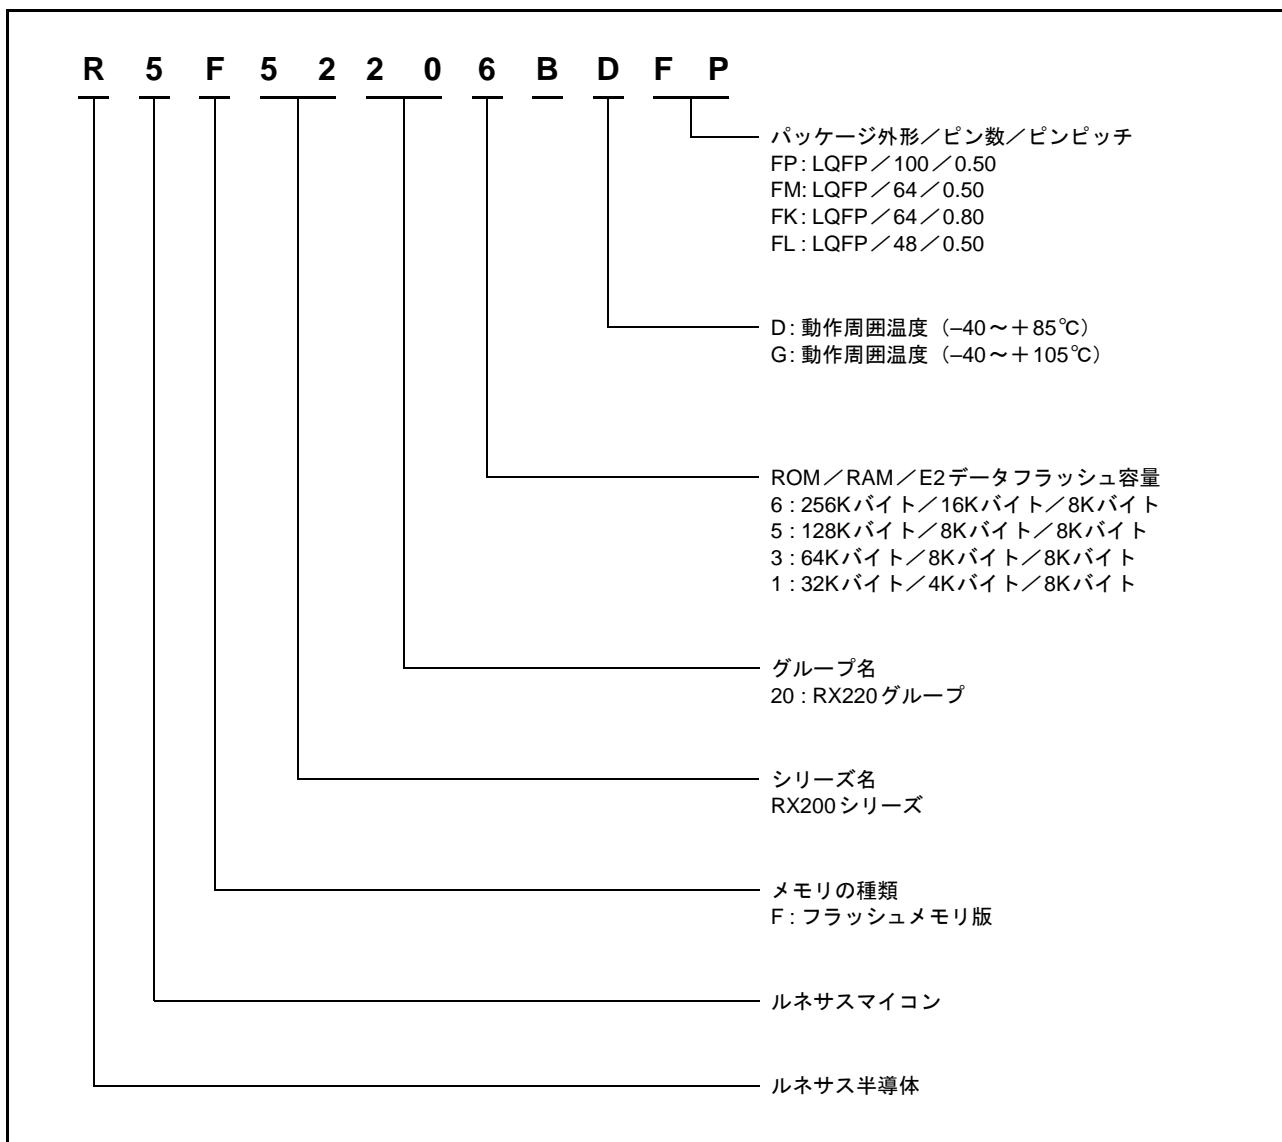 R 5 F 5 2 2 0 6 B D F P
パッケージ外形／ピン数／ピンピッチ
FP : LQFP／100／0.50
FM: LQFP／64／0.50
FK : LQFP／64／0.80
FL : LQFP／48／0.50
D : 動作周囲温度（–40～＋85℃）
G : 動作周囲温度（–40～＋105℃）
ROM／RAM／E2データフラッシュ容量
6 : 256Kバイト／16Kバイト／8Kバイト
5 : 128Kバイト／8Kバイト／8Kバイト
3 : 64Kバイト／8Kバイト／8Kバイト
1 : 32Kバイト／4Kバイト／8Kバイト
グループ名
20 : RX220グループ
シリーズ名
RX200シリーズ
メモリの種類
F : フラッシュメモリ版
ルネサスマイコン
ルネサス半導体